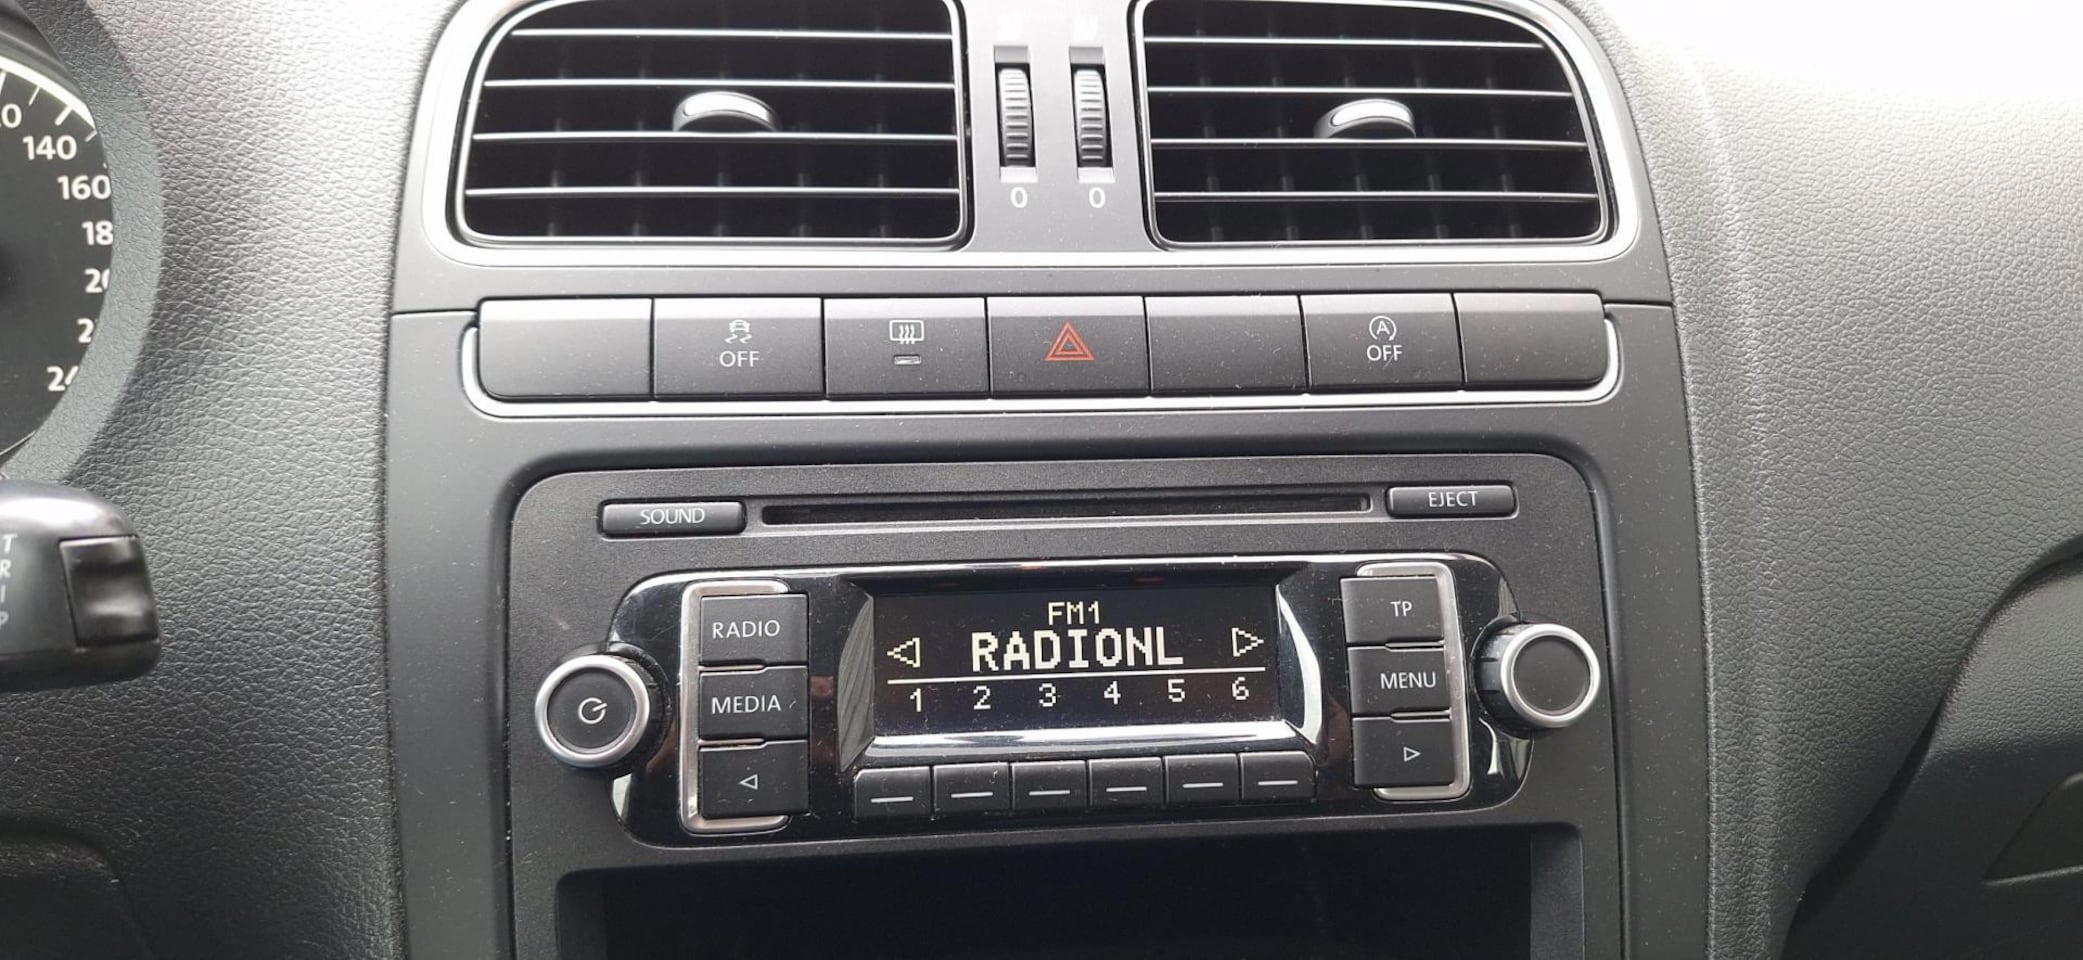 140
160
0 0
OFF
OFF
SOUND
EJECT
TRIP
RADIO
FM1
TP
RADIONL
MEDIA
MENU
1 2 3 4 5 6